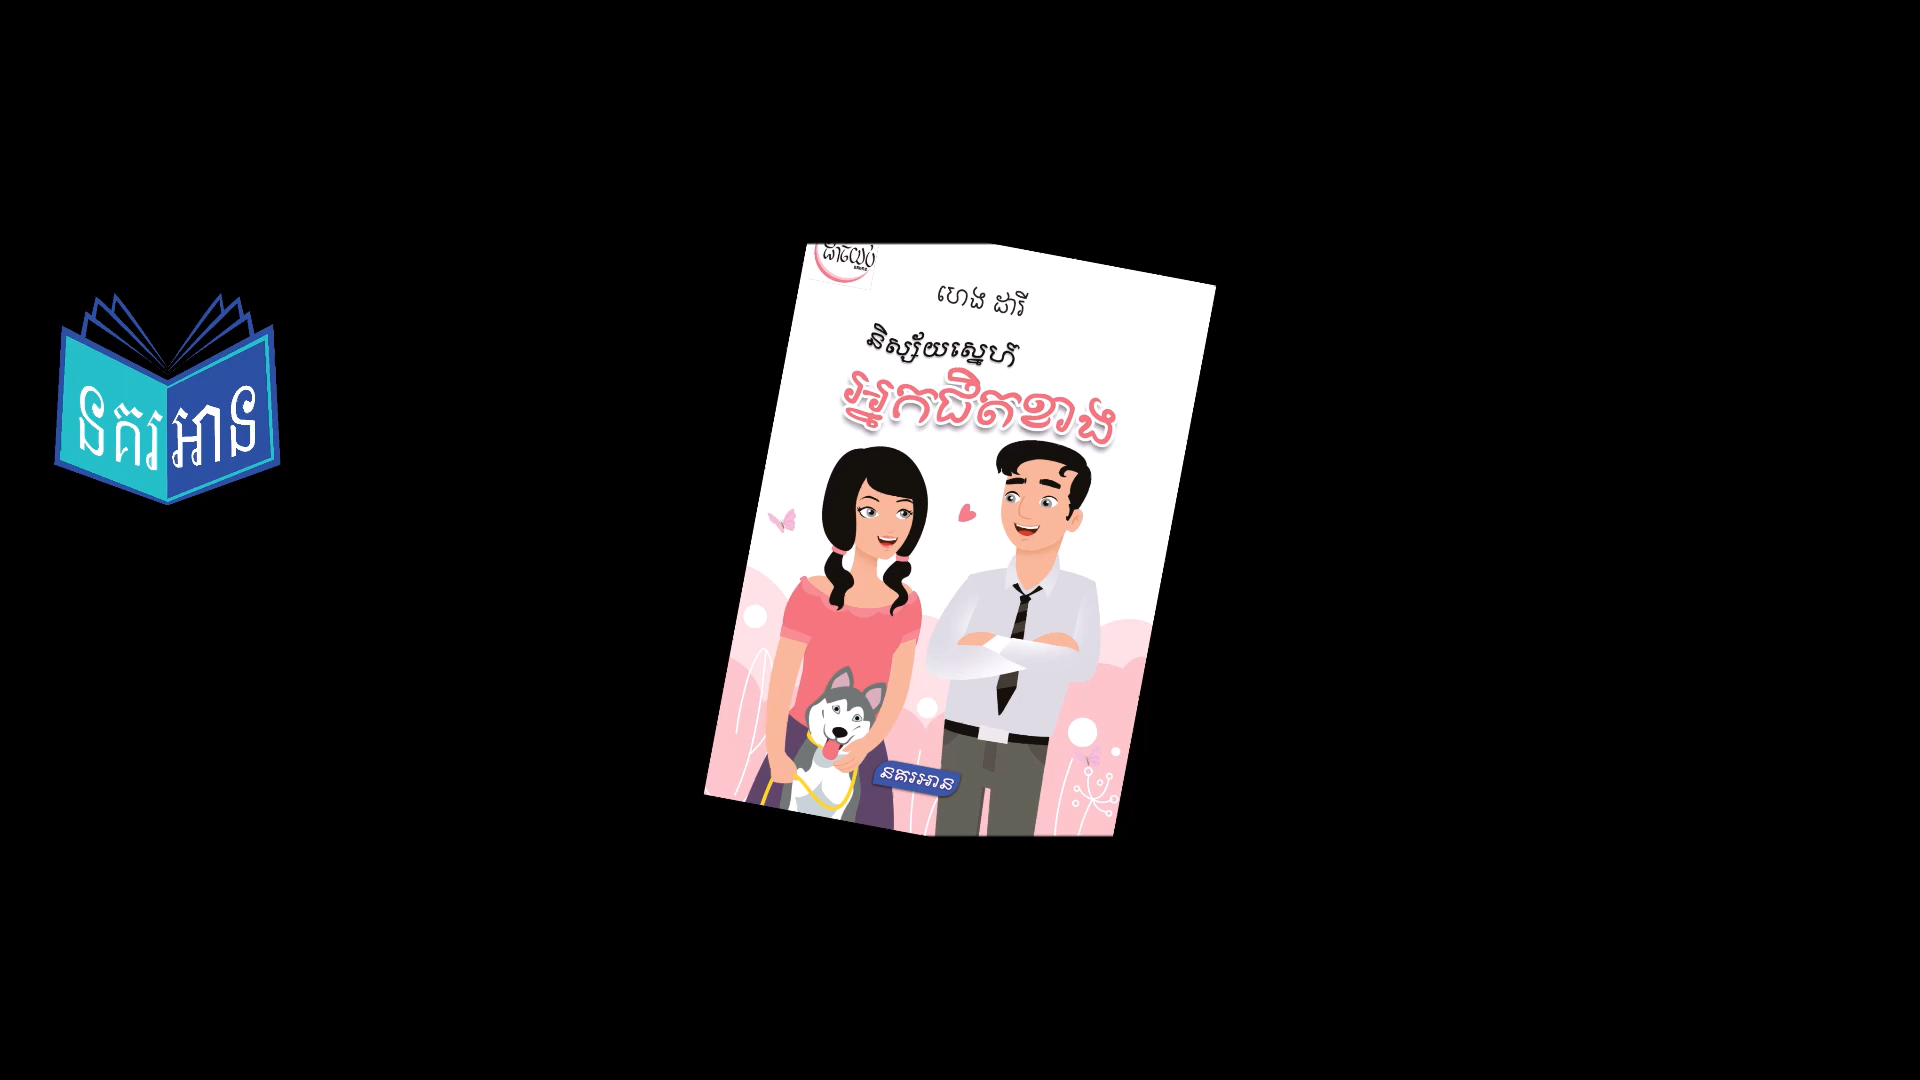 នគរអាន
ហេង ដារី
និស្ស័យស្នេហ៍
អ្នកជិតខាង
នគរអាន